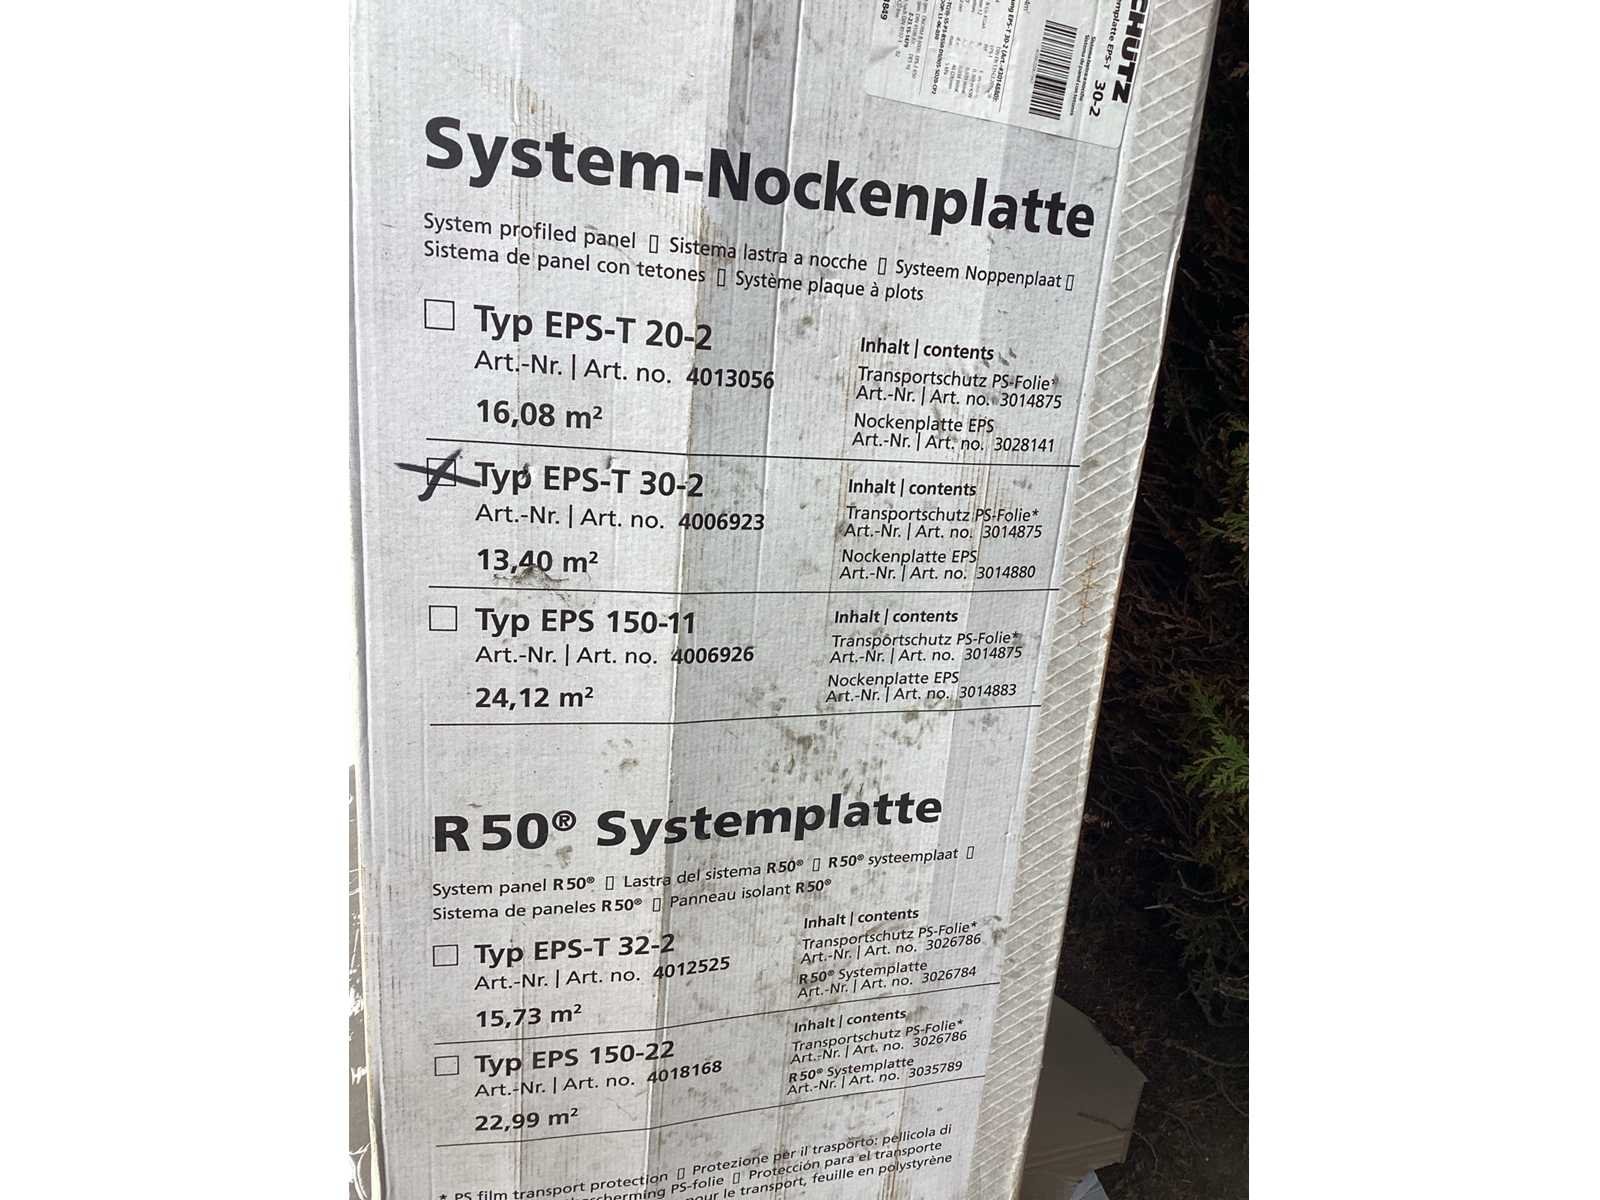 SCHÜTZ
30-2
System-Nockenplatte
System profiled panel ▯ Sistema lastra a nocche ▯ Systeem Noppenplaat ▯
Sistema de panel con tetones ▯ Système plaque à plots
Typ EPS-T 20-2
Art.-Nr. | Art. no. 4013056
16,08 m²
Inhalt | contents
Transportschutz PS-Folie*
Art.-Nr. | Art. no. 3014875
Nockenplatte EPS
Art.-Nr. | Art. no. 3028141
Typ EPS-T 30-2
Art.-Nr. | Art. no. 4006923
13,40 m²
Inhalt | contents
Transportschutz PS-Folie*
Art.-Nr. | Art. no. 3014875
Nockenplatte EPS
Art.-Nr. | Art. no. 3014880
Typ EPS 150-11
Art.-Nr. | Art. no. 4006926
24,12 m²
Inhalt | contents
Transportschutz PS-Folie*
Art.-Nr. | Art. no. 3014875
Nockenplatte EPS
Art.-Nr. | Art. no. 3014883
R50® Systemplatte
System panel R50® ▯ Lastra del sistema R50® ▯ R50® systeemplaat ▯
Sistema de paneles R50® ▯ Panneau isolant R50®
Typ EPS-T 32-2
Art.-Nr. | Art. no. 4012525
15,73 m²
Inhalt | contents
Transportschutz PS-Folie*
Art.-Nr. | Art. no. 3026786
R50® Systemplatte
Art.-Nr. | Art. no. 3026784
Typ EPS 150-22
Art.-Nr. | Art. no. 4018168
22,99 m²
Inhalt | contents
Transportschutz PS-Folie*
Art.-Nr. | Art. no. 3026786
R50® Systemplatte
Art.-Nr. | Art. no. 3035789
* PS film transport protection ▯ Protezione per il trasporto: pellicola di
PS-folie ▯ Protección para el transporte
pour le transport, feuille en polystyrène